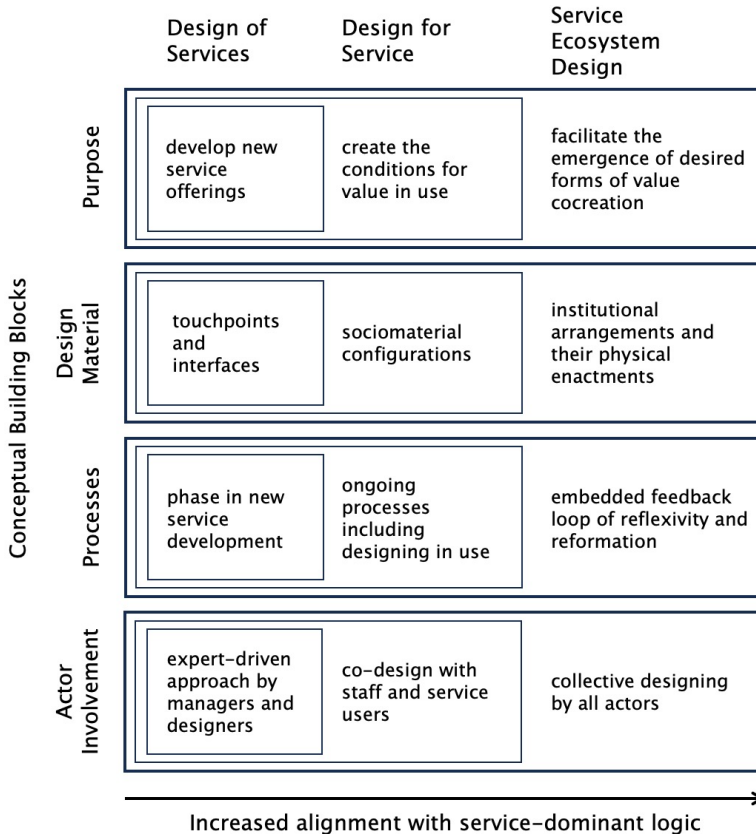 Design of
Services
Design for
Service
Service
Ecosystem
Design
Conceptual Building Blocks
Purpose
develop new
service
offerings
create the
conditions for
value in use
facilitate the
emergence of desired
forms of value
cocreation
Design
Material
touchpoints
and
interfaces
sociomaterial
configurations
institutional
arrangements and
their physical
enactments
Processes
phase in new
service
development
ongoing
processes
including
designing in use
embedded feedback
loop of reflexivity and
reformation
Actor
Involvement
expert-driven
approach by
managers and
designers
co-design with
staff and service
users
collective designing
by all actors
Increased alignment with service-dominant logic